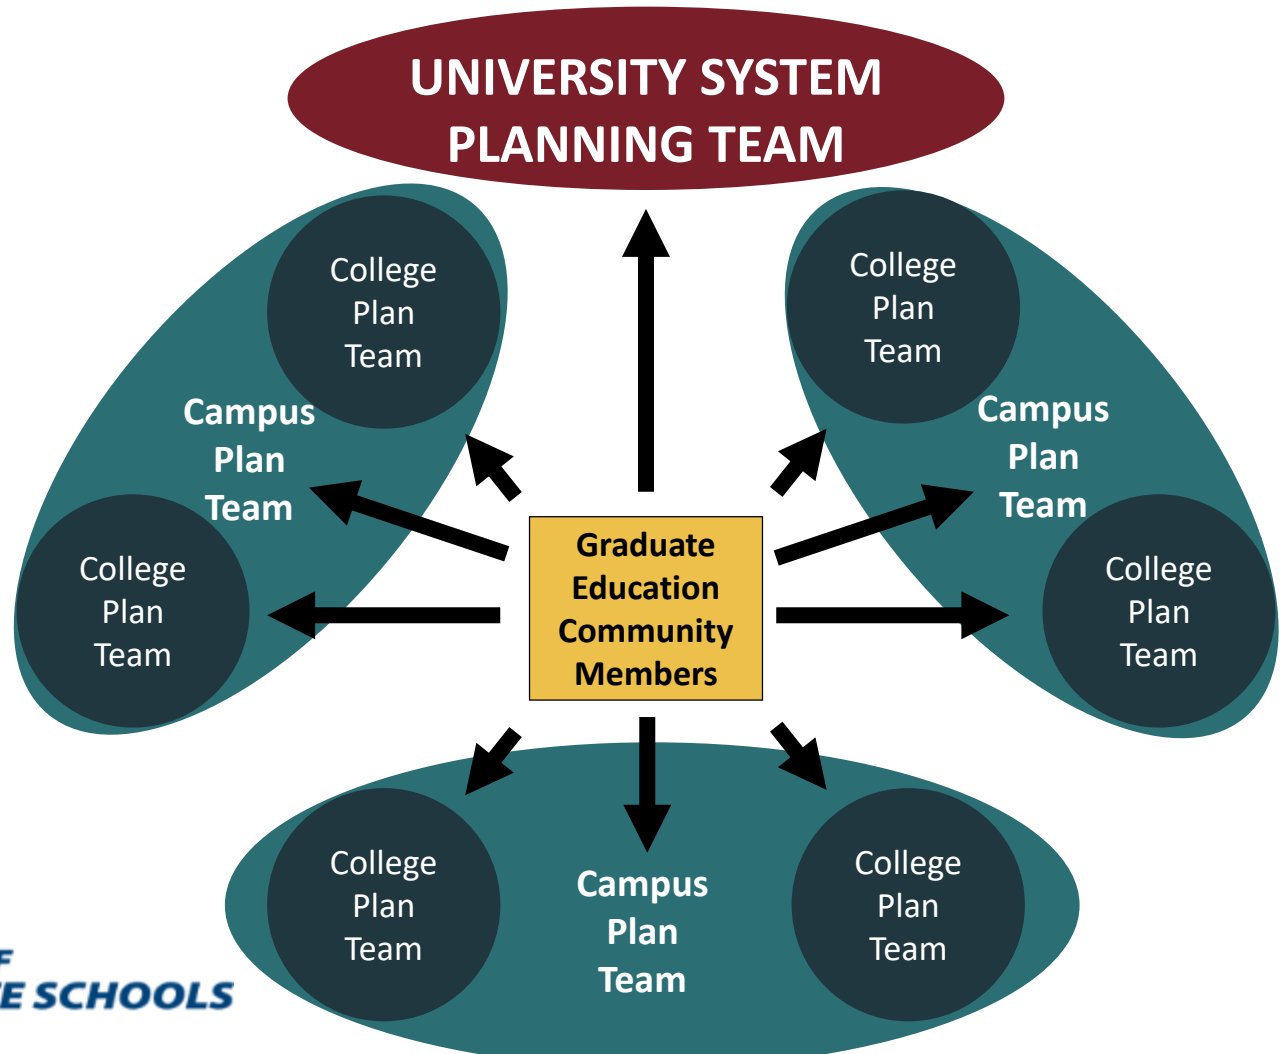 UNIVERSITY SYSTEM
PLANNING TEAM
College
Plan
Team
College
Plan
Team
Campus
Plan
Team
Campus
Plan
Team
College
Plan
Team
College
Plan
Team
Graduate
Education
Community
Members
College
Plan
Team
Campus
Plan
Team
College
Plan
Team
SCHOOLS